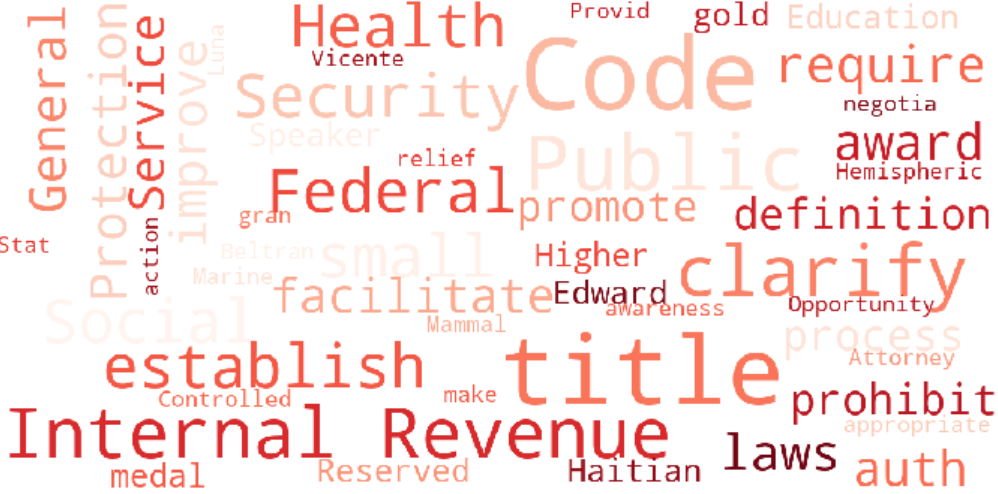 Provid
gold
Education
Health
General
Protection
Service
improve
Luna
Vicente
Security
Code
require
negotia
Speaker
Public
award
relief
Hemispheric
Federal
promote
definition
gran
action
Stat
Beltran
small
Higher
clarify
Marine
facilitate
Edward
Opportunity
awareness
Social
Mammal
process
title
Attorney
establish
Controlled
make
prohibit
appropriate
Internal Revenue
laws
medal
Reserved
Haitian
auth